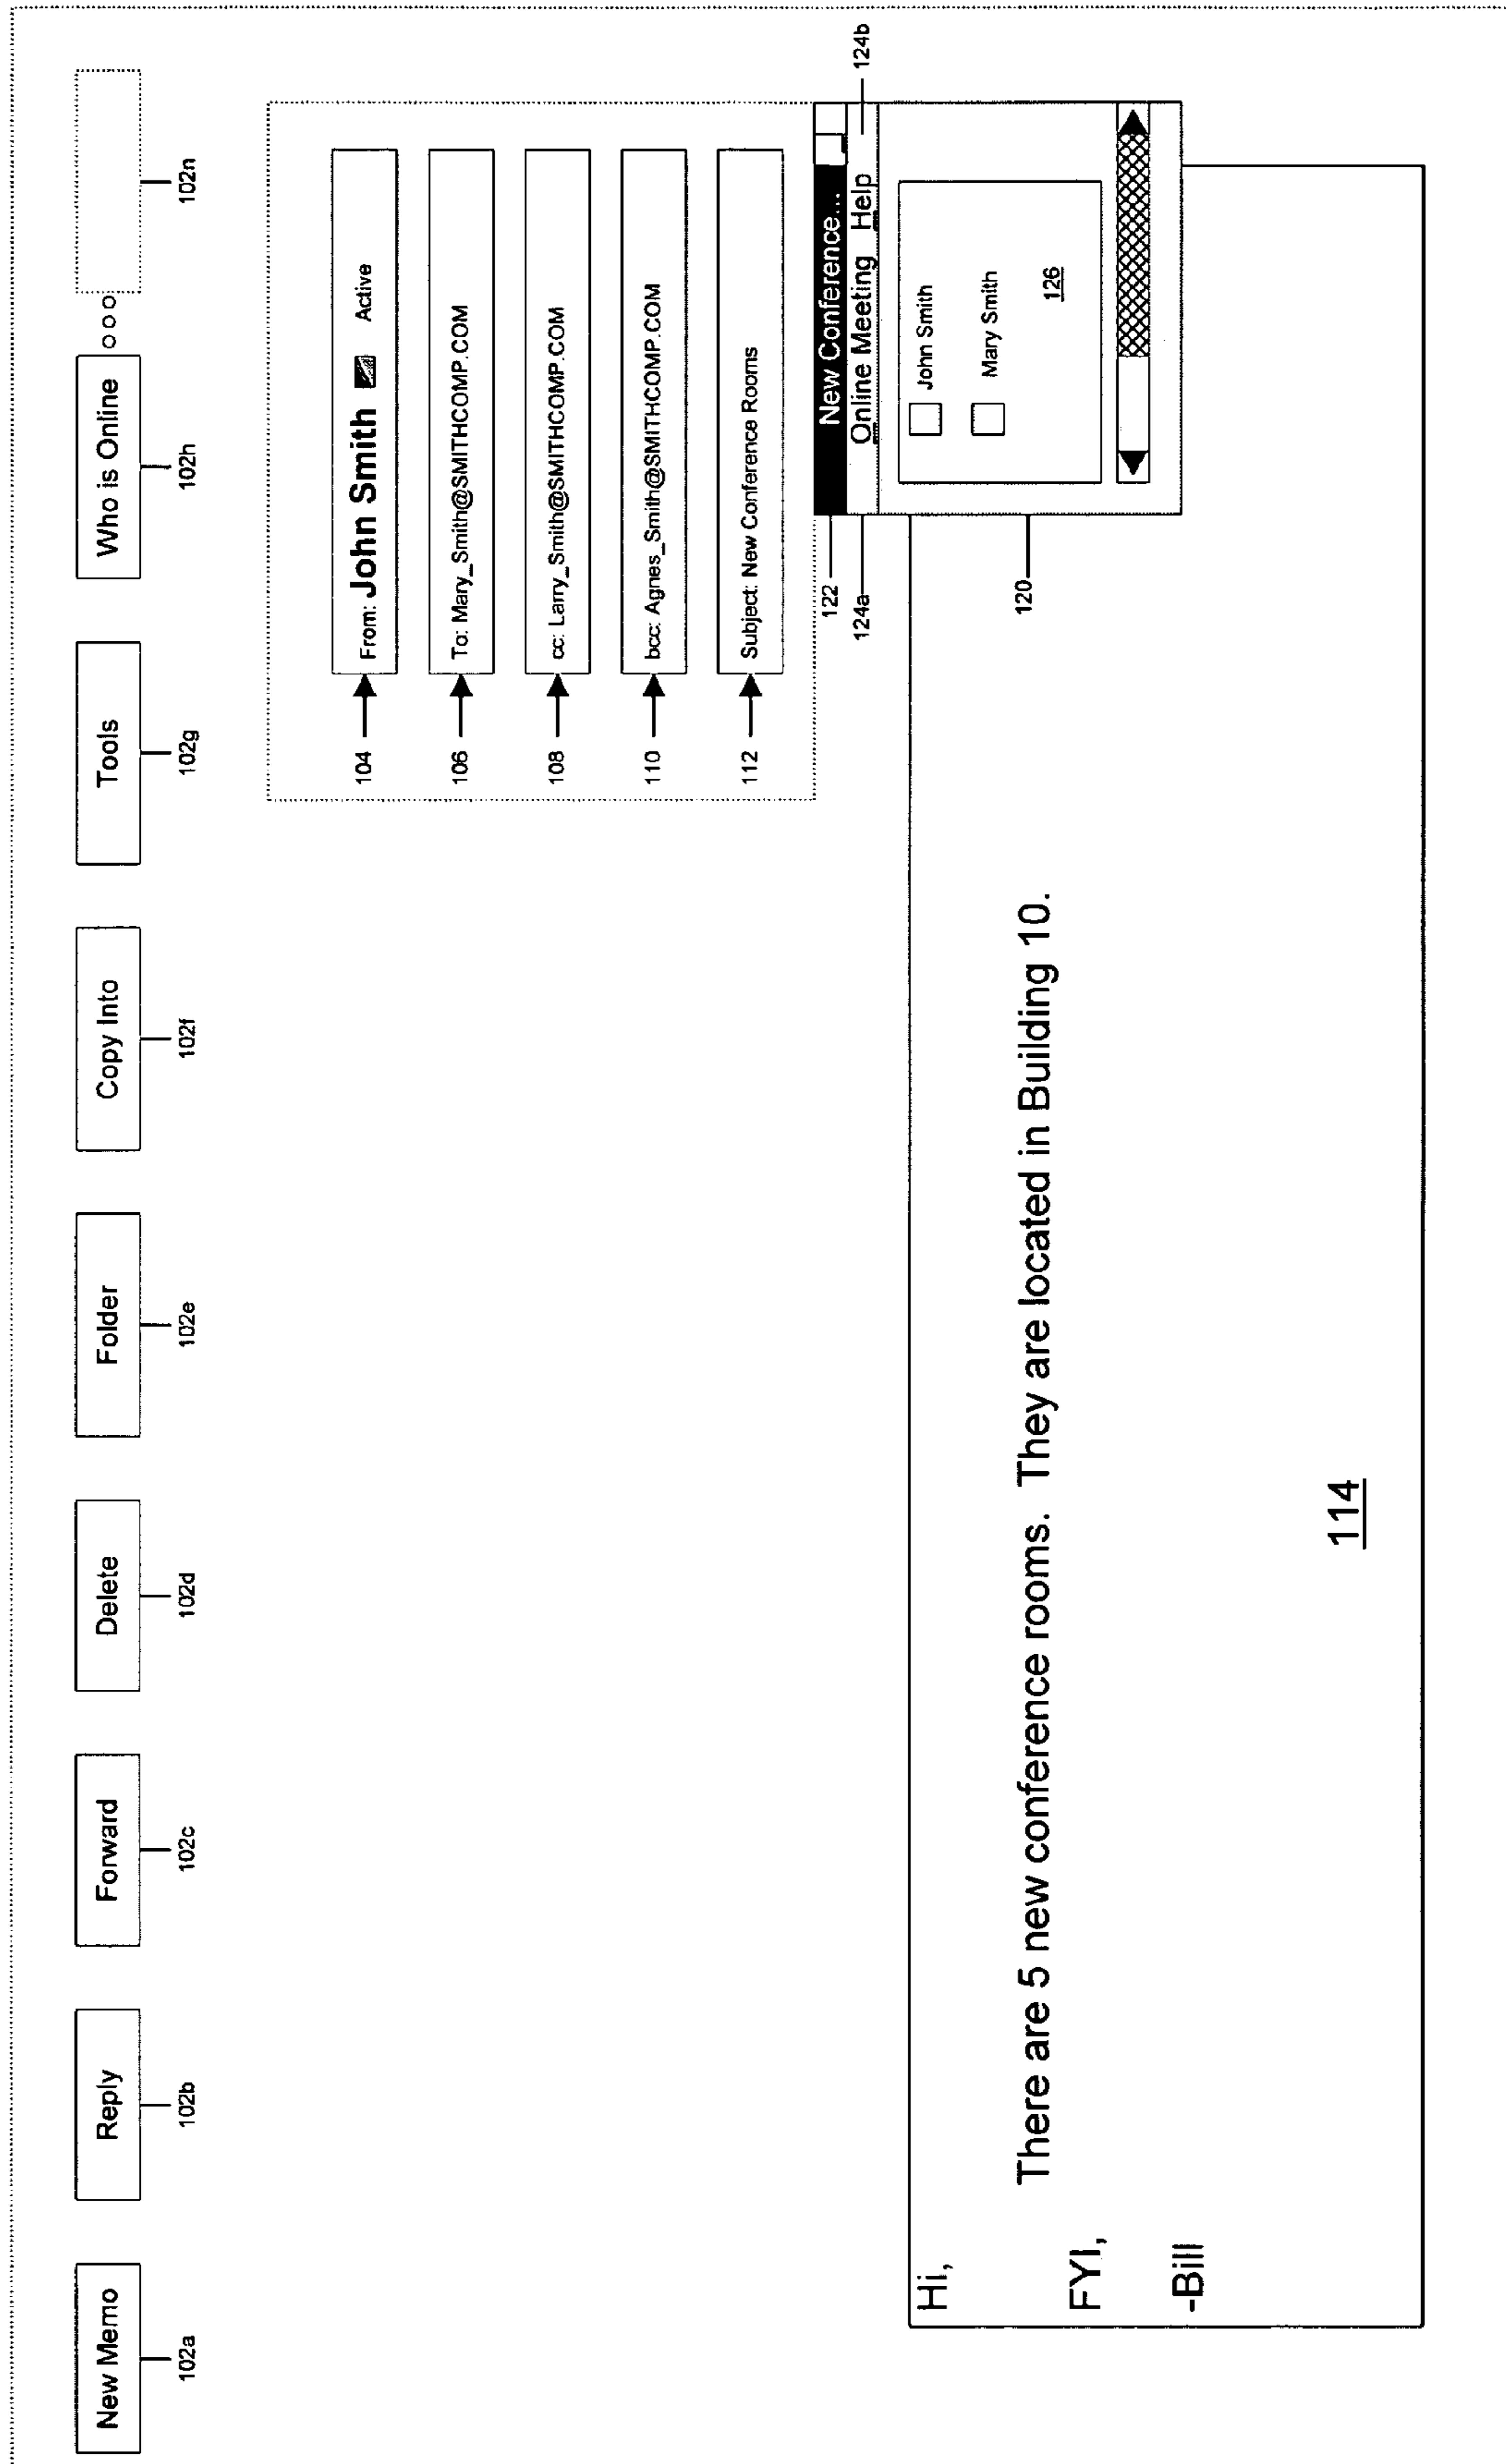 New Memo
Reply
Forward
Delete
Folder
Copy Into
Tools
Who is Online
102a
102b
102c
102d
102e
102f
102g
102h
102n
104
From: John Smith Active
106
To: Mary_Smith@SMITHCOMP.COM
108
cc: Larry_Smith@SMITHCOMP.COM
110
bcc: Agnes_Smith@SMITHCOMP.COM
112
Subject: New Conference Rooms
122
New Conference...
124a
Online Meeting Help
124b
120
John Smith
Mary Smith
126
Hi,
There are 5 new conference rooms. They are located in Building 10.
FYI,
-Bill
114